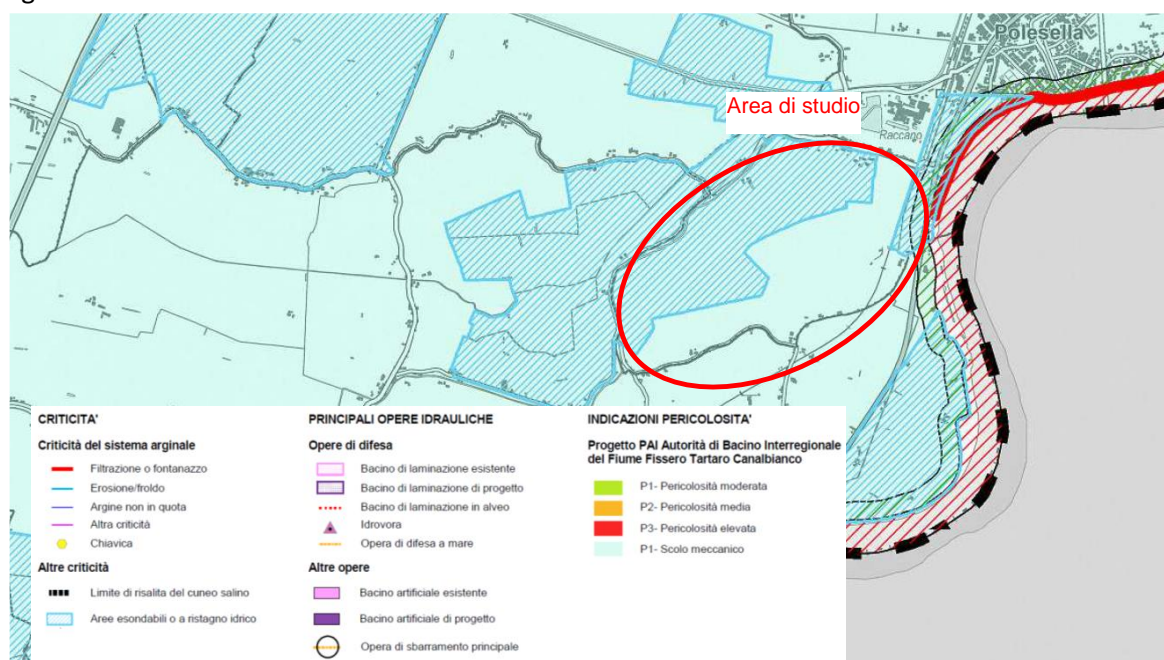 Polesella
Area di studio
Raccano
CRITICITA'
Criticità del sistema arginale
Filtrazione o fontanazzo
Erosione/froldo
Argine non in quota
Altra criticità
Chiavica
Altre criticità
Limite di risalita del cuneo salino
Aree esondabili o a ristagno idrico
PRINCIPALI OPERE IDRAULICHE
Opere di difesa
Bacino di laminazione esistente
Bacino di laminazione di progetto
Bacino di laminazione in alveo
Idrovora
Opera di difesa a mare
Altre opere
Bacino artificiale esistente
Bacino artificiale di progetto
Opera di sbarramento principale
INDICAZIONI PERICOLOSITA'
Progetto PAI Autorità di Bacino Interregionale
del Fiume Fissero Tartaro Canalbianco
P1- Pericolosità moderata
P2- Pericolosità media
P3- Pericolosità elevata
P1- Scolo meccanico